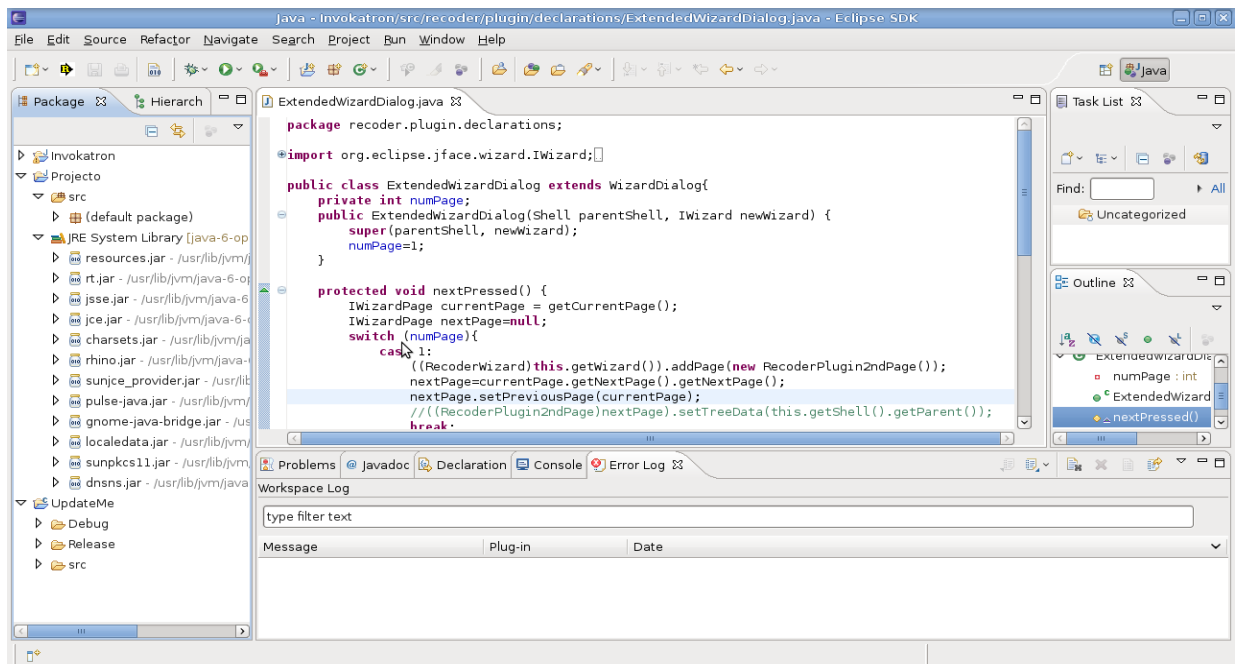 Java - Invokatron/src/recoder/plugin/declarations/ExtendedWizardDialog.java - Eclipse SDK
File Edit Source Refactor Navigate Search Project Run Window Help
Java
Package
Hierarch
Invokatron
Projecto
src
(default package)
JRE System Library [java-6-op
resources.jar - /usr/lib/jvm/j
rt.jar - /usr/lib/jvm/java-6-o
jsse.jar - /usr/lib/jvm/java-6
jce.jar - /usr/lib/jvm/java-6-
charsets.jar - /usr/lib/jvm/ja
rhino.jar - /usr/lib/jvm/java-
sunjce_provider.jar - /usr/lib
pulse-java.jar - /usr/lib/jvm/
gnome-java-bridge.jar - /us
localedata.jar - /usr/lib/jvm/
sunpkcs11.jar - /usr/lib/jvm
dnsns.jar - /usr/lib/jvm/java
UpdateMe
Debug
Release
src
ExtendedWizardDialog.java
package recoder.plugin.declarations;
import org.eclipse.jface.wizard.IWizard;
public class ExtendedWizardDialog extends WizardDialog{
private int numPage;
public ExtendedWizardDialog(Shell parentShell, IWizard newWizard) {
super(parentShell, newWizard);
numPage=1;
}
protected void nextPressed() {
IWizardPage currentPage = getCurrentPage();
IWizardPage nextPage=null;
switch (numPage){
case 1:
((RecoderWizard)this.getWizard()).addPage(new RecoderPlugin2ndPage());
nextPage=currentPage.getNextPage().getNextPage();
nextPage.setPreviousPage(currentPage);
//((RecoderPlugin2ndPage)nextPage).setTreeData(this.getShell().getParent());
break;
Task List
Find:
All
Uncategorized
Outline
ExtendedWizardDia
numPage : int
ExtendedWizard
nextPressed()
Problems @ Javadoc Declaration Console Error Log
Workspace Log
type filter text
Message Plug-in Date